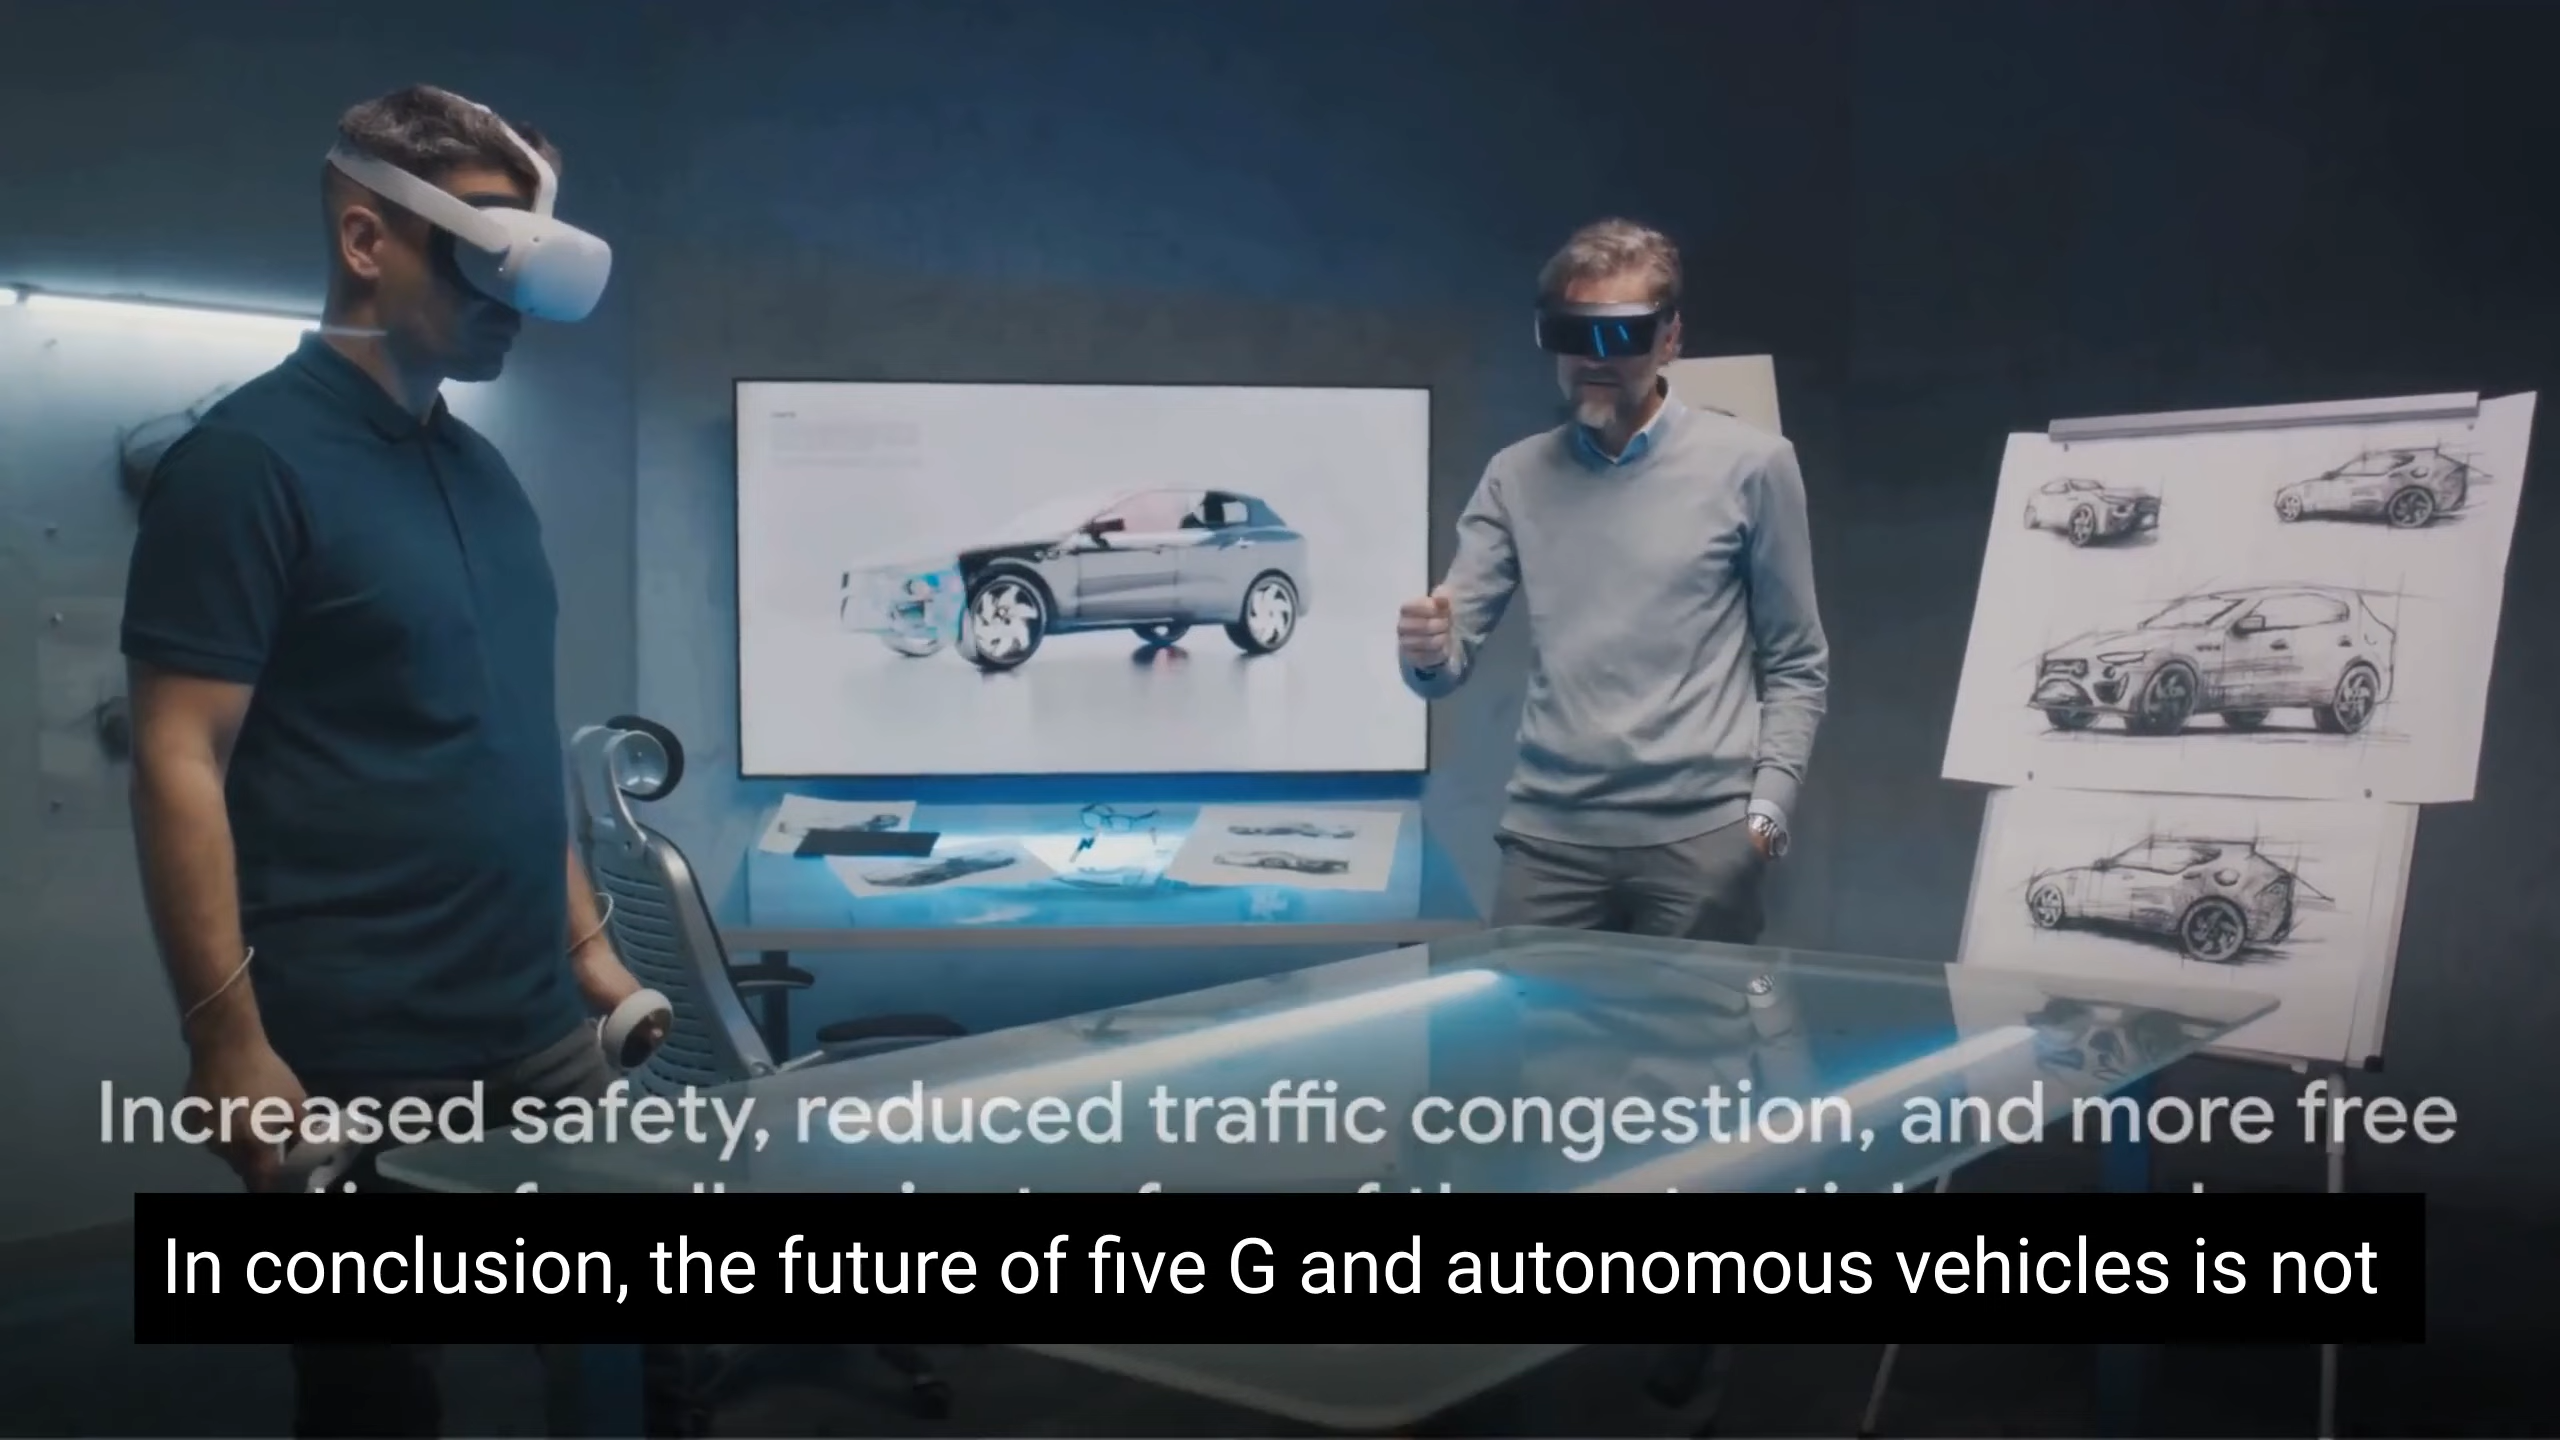 Increased safety, reduced traffic congestion, and more free
In conclusion, the future of five G and autonomous vehicles is not